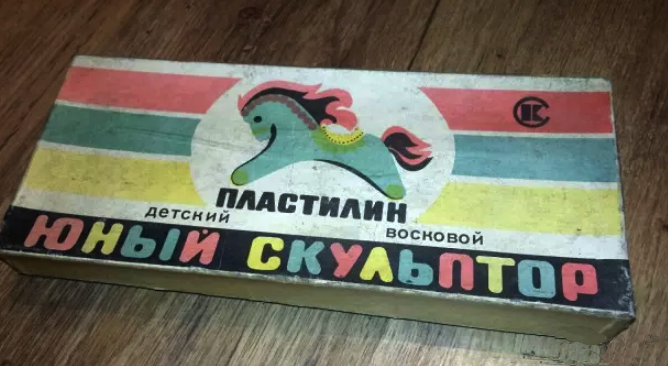 ПЛАСТИЛИН
детский восковой
ЮНЫЙ СКУЛЬПТОР